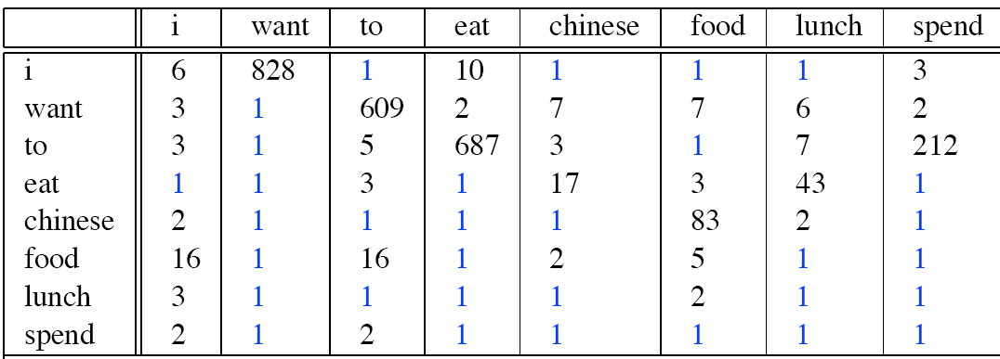 i want to eat chinese food lunch spend
i 6 828 1 10 1 1 1 3
want 3 1 609 2 7 7 6 2
to 3 1 5 687 3 1 7 212
eat 1 1 3 1 17 3 43 1
chinese 2 1 1 1 1 83 2 1
food 16 1 16 1 2 5 1 1
lunch 3 1 1 1 1 2 1 1
spend 2 1 2 1 1 1 1 1